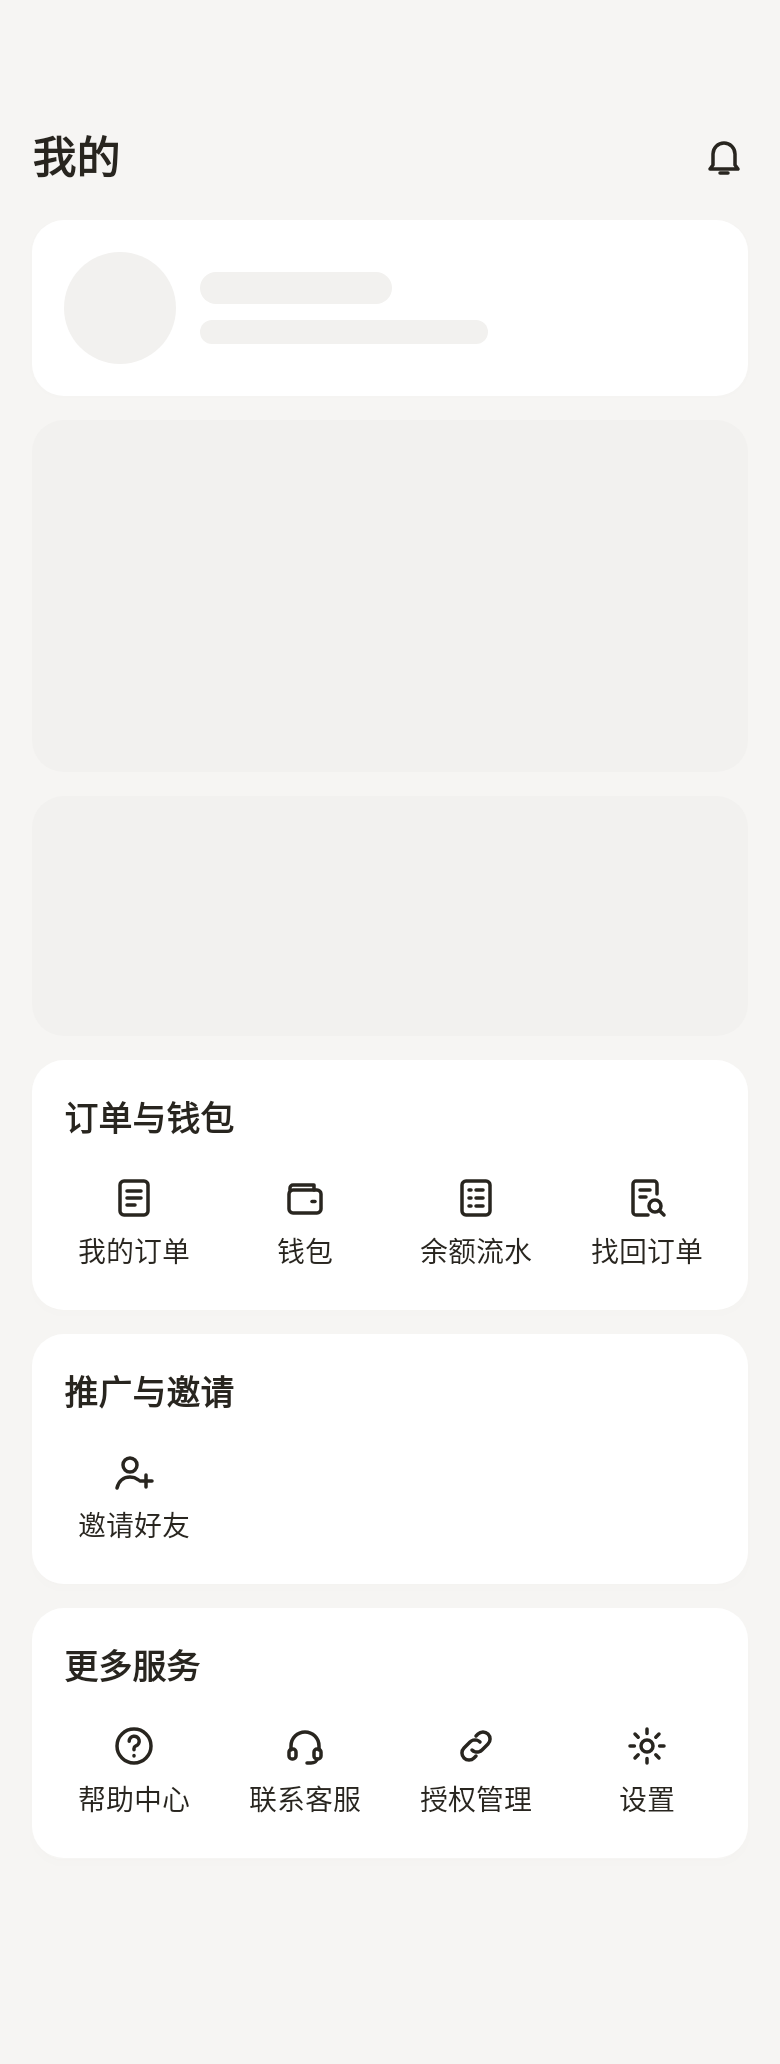 我的
订单与钱包
我的订单 钱包 余额流水 找回订单
推广与邀请
邀请好友
更多服务
帮助中心 联系客服 授权管理 设置